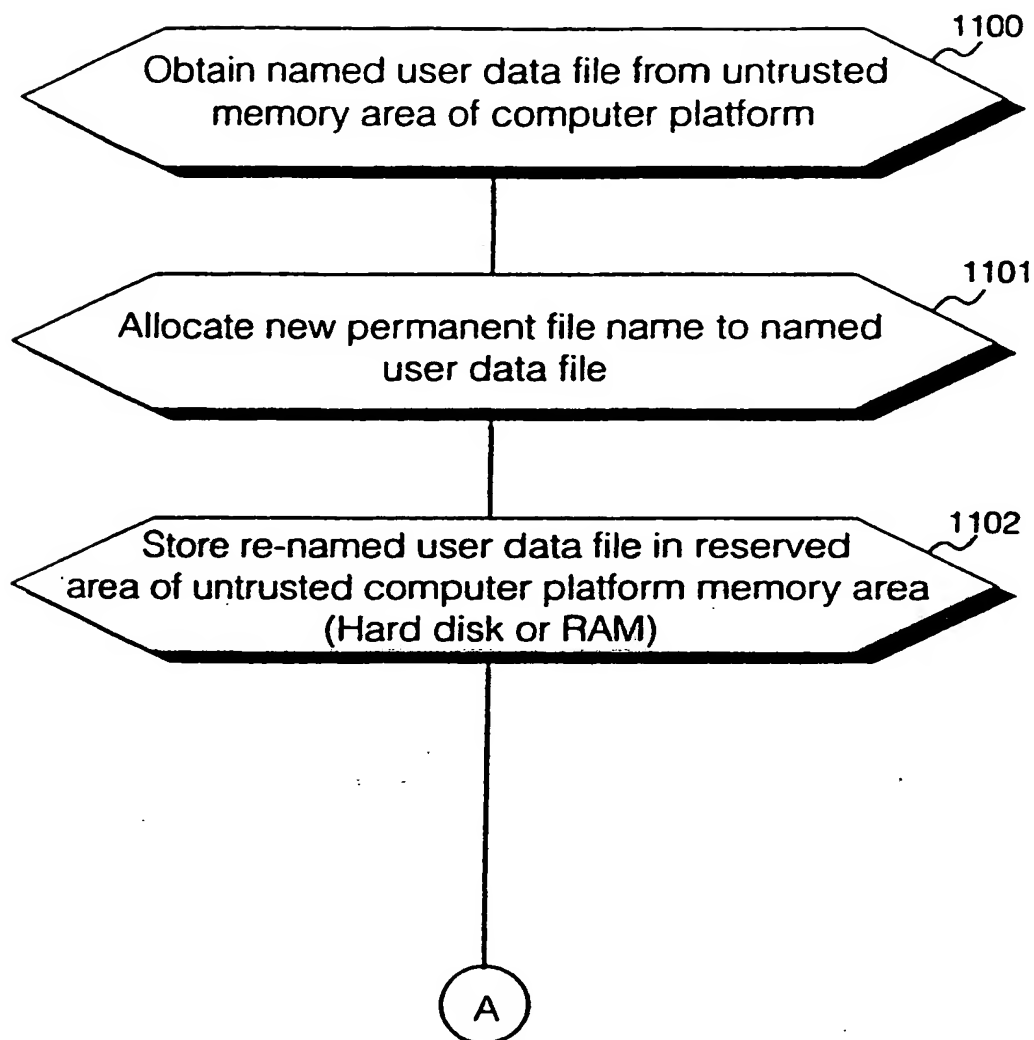 1100
Obtain named user data file from untrusted
memory area of computer platform
1101
Allocate new permanent file name to named
user data file
1102
Store re-named user data file in reserved
area of untrusted computer platform memory area
(Hard disk or RAM)
A